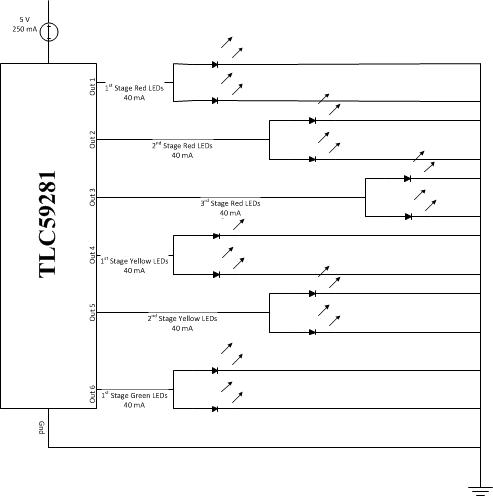 5 V
250 mA
TLC59281
Out 1
1st Stage Red LEDs
40 mA
Out 2
2nd Stage Red LEDs
40 mA
Out 3
3rd Stage Red LEDs
40 mA
Out 4
1st Stage Yellow LEDs
40 mA
Out 5
2nd Stage Yellow LEDs
40 mA
Out 6
1st Stage Green LEDs
40 mA
Gnd